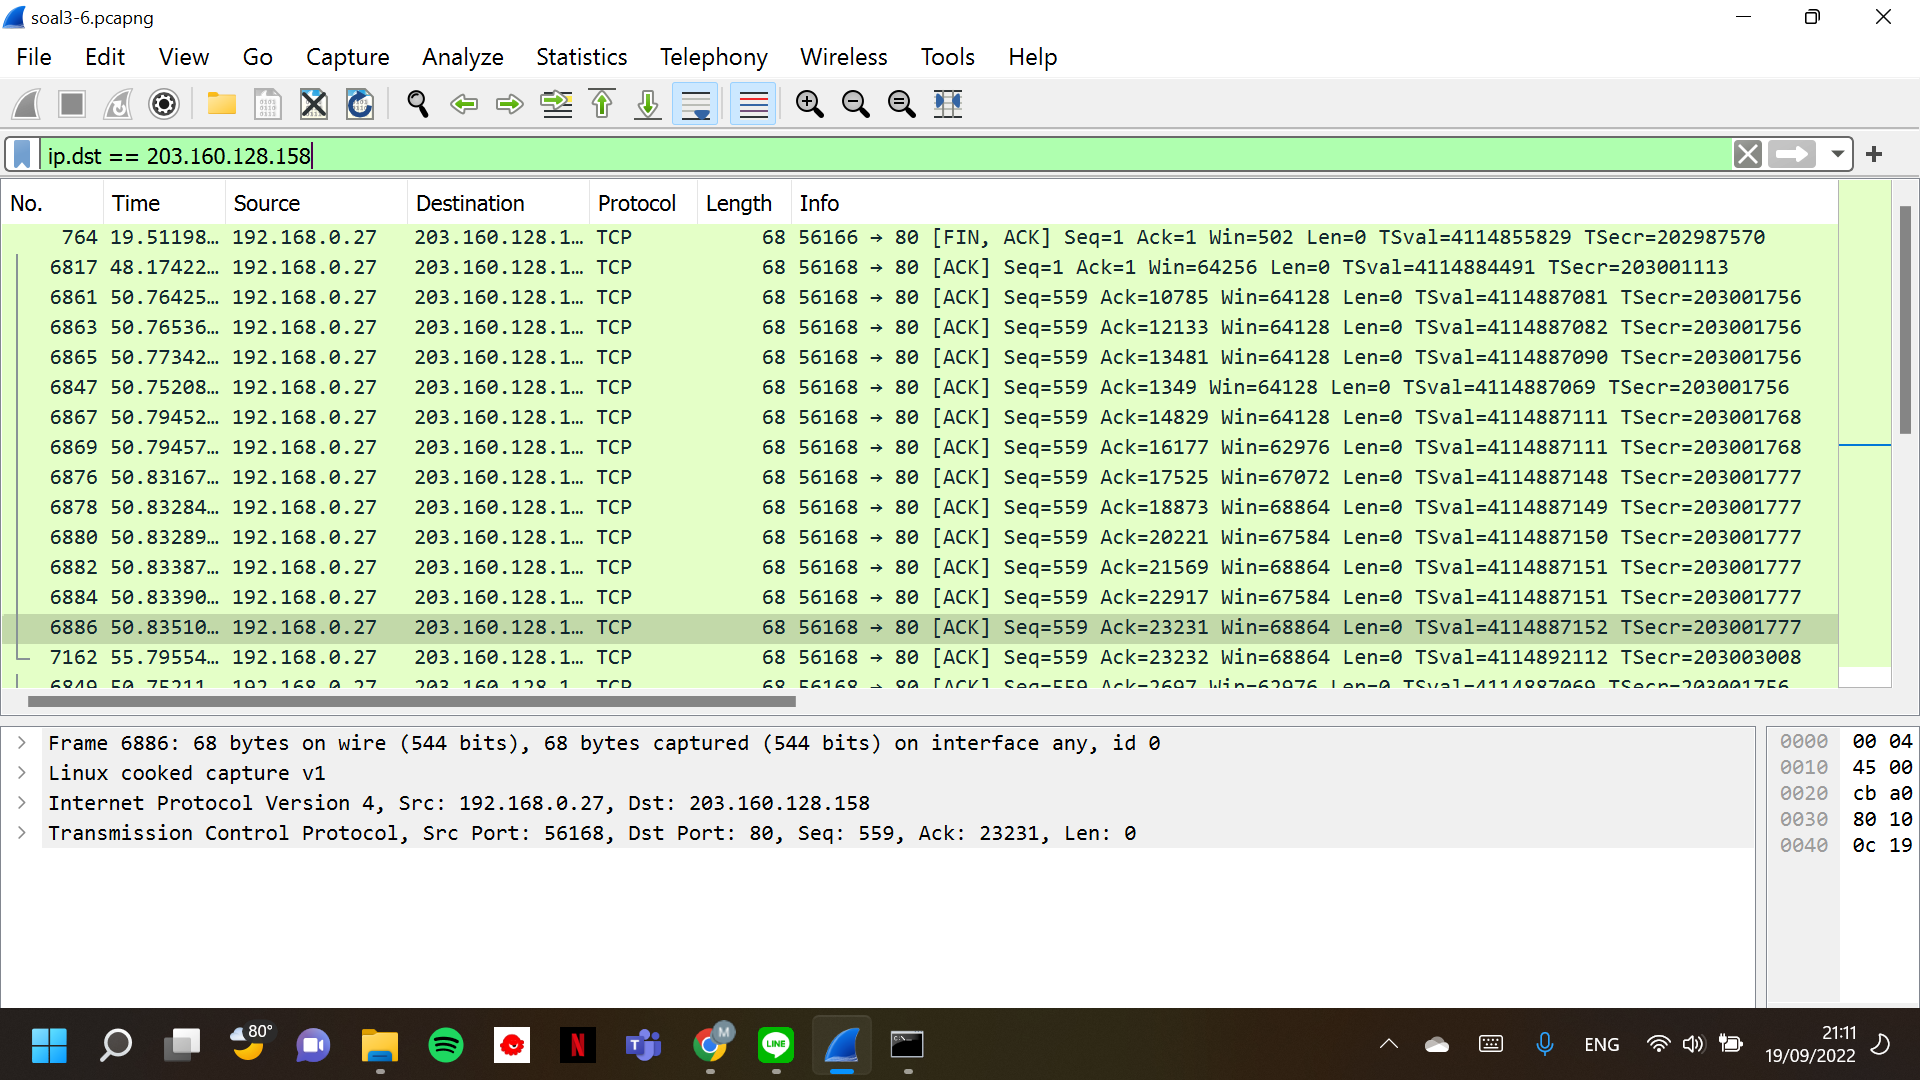 soal3-6.pcapng
File Edit View Go Capture Analyze Statistics Telephony Wireless Tools Help
ip.dst == 203.160.128.158
No. Time Source Destination Protocol Length Info
764 19.51198… 192.168.0.27 203.160.128.1… TCP 68 56166 → 80 [FIN, ACK] Seq=1 Ack=1 Win=502 Len=0 TSval=4114855829 TSecr=202987570
6817 48.17422… 192.168.0.27 203.160.128.1… TCP 68 56168 → 80 [ACK] Seq=1 Ack=1 Win=64256 Len=0 TSval=4114884491 TSecr=203001113
6861 50.76425… 192.168.0.27 203.160.128.1… TCP 68 56168 → 80 [ACK] Seq=559 Ack=10785 Win=64128 Len=0 TSval=4114887081 TSecr=203001756
6863 50.76536… 192.168.0.27 203.160.128.1… TCP 68 56168 → 80 [ACK] Seq=559 Ack=12133 Win=64128 Len=0 TSval=4114887082 TSecr=203001756
6865 50.77342… 192.168.0.27 203.160.128.1… TCP 68 56168 → 80 [ACK] Seq=559 Ack=13481 Win=64128 Len=0 TSval=4114887090 TSecr=203001756
6847 50.75208… 192.168.0.27 203.160.128.1… TCP 68 56168 → 80 [ACK] Seq=559 Ack=1349 Win=64128 Len=0 TSval=4114887069 TSecr=203001756
6867 50.79452… 192.168.0.27 203.160.128.1… TCP 68 56168 → 80 [ACK] Seq=559 Ack=14829 Win=64128 Len=0 TSval=4114887111 TSecr=203001768
6869 50.79457… 192.168.0.27 203.160.128.1… TCP 68 56168 → 80 [ACK] Seq=559 Ack=16177 Win=62976 Len=0 TSval=4114887111 TSecr=203001768
6876 50.83167… 192.168.0.27 203.160.128.1… TCP 68 56168 → 80 [ACK] Seq=559 Ack=17525 Win=67072 Len=0 TSval=4114887148 TSecr=203001777
6878 50.83284… 192.168.0.27 203.160.128.1… TCP 68 56168 → 80 [ACK] Seq=559 Ack=18873 Win=68864 Len=0 TSval=4114887149 TSecr=203001777
6880 50.83289… 192.168.0.27 203.160.128.1… TCP 68 56168 → 80 [ACK] Seq=559 Ack=20221 Win=67584 Len=0 TSval=4114887150 TSecr=203001777
6882 50.83387… 192.168.0.27 203.160.128.1… TCP 68 56168 → 80 [ACK] Seq=559 Ack=21569 Win=68864 Len=0 TSval=4114887151 TSecr=203001777
6884 50.83390… 192.168.0.27 203.160.128.1… TCP 68 56168 → 80 [ACK] Seq=559 Ack=22917 Win=67584 Len=0 TSval=4114887151 TSecr=203001777
6886 50.83510… 192.168.0.27 203.160.128.1… TCP 68 56168 → 80 [ACK] Seq=559 Ack=23231 Win=68864 Len=0 TSval=4114887152 TSecr=203001777
7162 55.79554… 192.168.0.27 203.160.128.1… TCP 68 56168 → 80 [ACK] Seq=559 Ack=23232 Win=68864 Len=0 TSval=4114892112 TSecr=203003008
6849 50.75211… 192.168.0.27 203.160.128.1… TCP 68 56168 → 80 [ACK] Seq=559 Ack=2697 Win=62976 Len=0 TSval=4114887069 TSecr=203001756
Frame 6886: 68 bytes on wire (544 bits), 68 bytes captured (544 bits) on interface any, id 0
Linux cooked capture v1
Internet Protocol Version 4, Src: 192.168.0.27, Dst: 203.160.128.158
Transmission Control Protocol, Src Port: 56168, Dst Port: 80, Seq: 559, Ack: 23231, Len: 0
0000 00 04
0010 45 00
0020 cb a0
0030 80 10
0040 0c 19
80°
N
T
M
LINE
ENG
21:11
19/09/2022